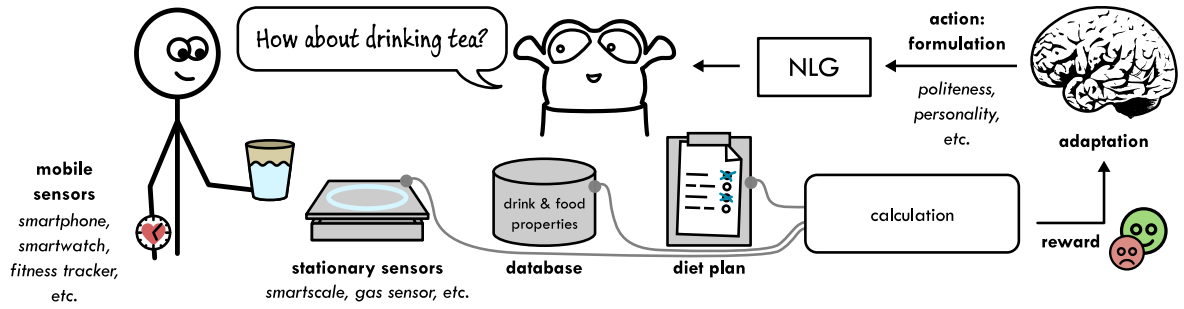 How about drinking tea?
NLG
action:
formulation
politeness,
personality,
etc.
adaptation
mobile
sensors
smartphone,
smartwatch,
fitness tracker,
etc.
stationary sensors
smartscale, gas sensor, etc.
drink & food
properties
database
diet plan
calculation
reward